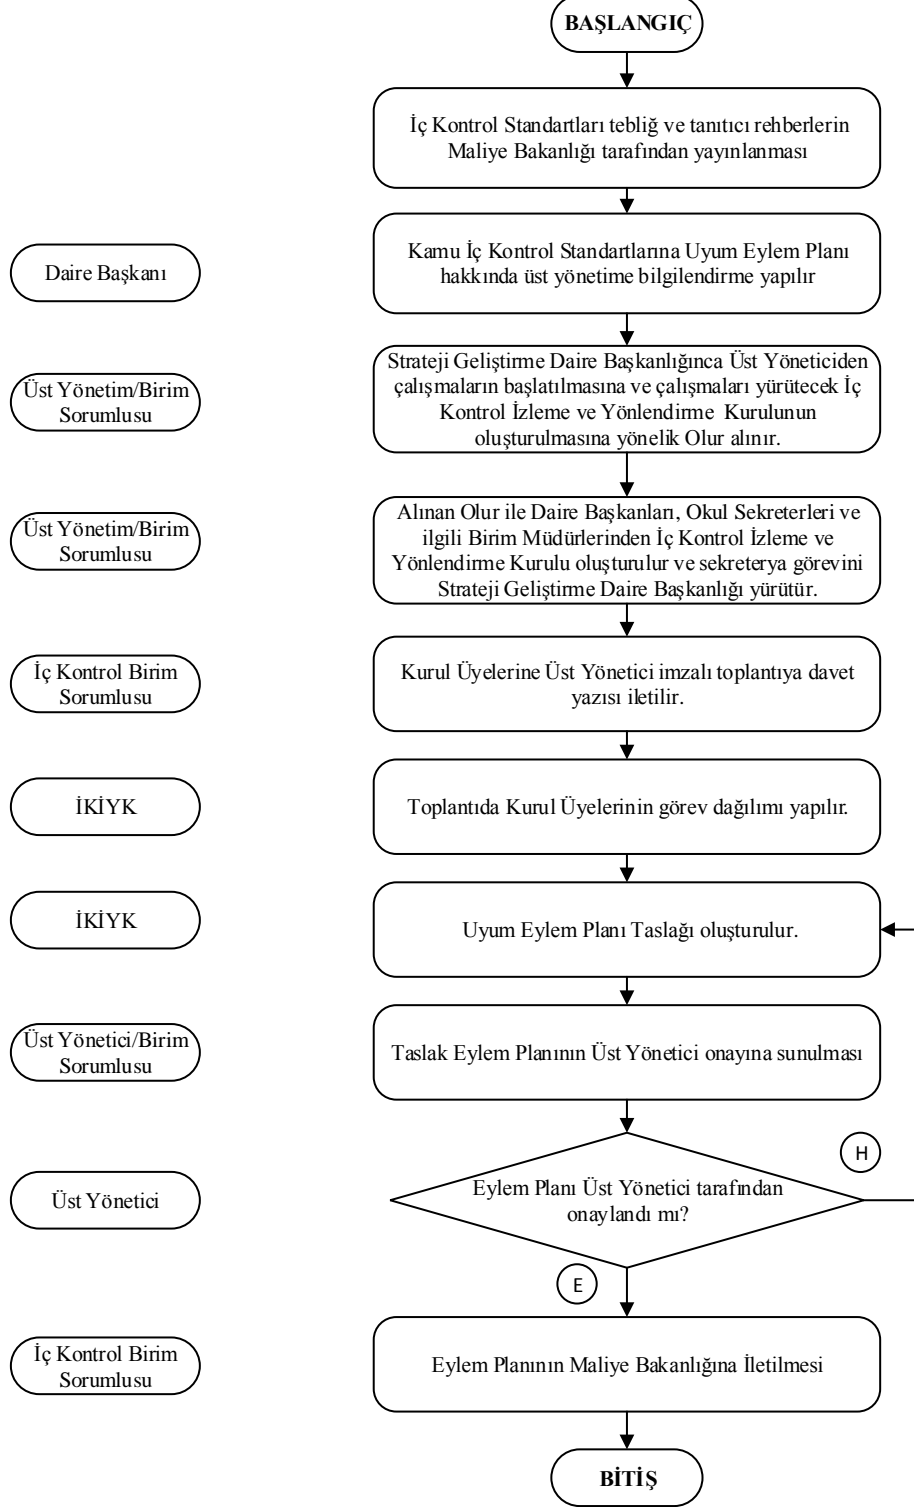 BAŞLANGIÇ
İç Kontrol Standartları tebliğ ve tanıtıcı rehberlerin
Maliye Bakanlığı tarafından yayınlanması
Daire Başkanı
Kamu İç Kontrol Standartlarına Uyum Eylem Planı
hakkında üst yönetime bilgilendirme yapılır
Üst Yönetim/Birim
Sorumlusu
Strateji Geliştirme Daire Başkanlığınca Üst Yöneticiden
çalışmaların başlatılmasına ve çalışmaları yürütecek İç
Kontrol İzleme ve Yönlendirme Kurulunun
oluşturulmasına yönelik Olur alınır.
Üst Yönetim/Birim
Sorumlusu
Alınan Olur ile Daire Başkanları, Okul Sekreterleri ve
ilgili Birim Müdürlerinden İç Kontrol İzleme ve
Yönlendirme Kurulu oluşturulur ve sekreterya görevini
Strateji Geliştirme Daire Başkanlığı yürütür.
İç Kontrol Birim
Sorumlusu
Kurul Üyelerine Üst Yönetici imzalı toplantıya davet
yazısı iletilir.
İKİYK
Toplantıda Kurul Üyelerinin görev dağılımı yapılır.
İKİYK
Uyum Eylem Planı Taslağı oluşturulur.
Üst Yönetici/Birim
Sorumlusu
Taslak Eylem Planının Üst Yönetici onayına sunulması
H
Üst Yönetici
Eylem Planı Üst Yönetici tarafından
onaylandı mı?
E
İç Kontrol Birim
Sorumlusu
Eylem Planının Maliye Bakanlığına İletilmesi
BİTİŞ